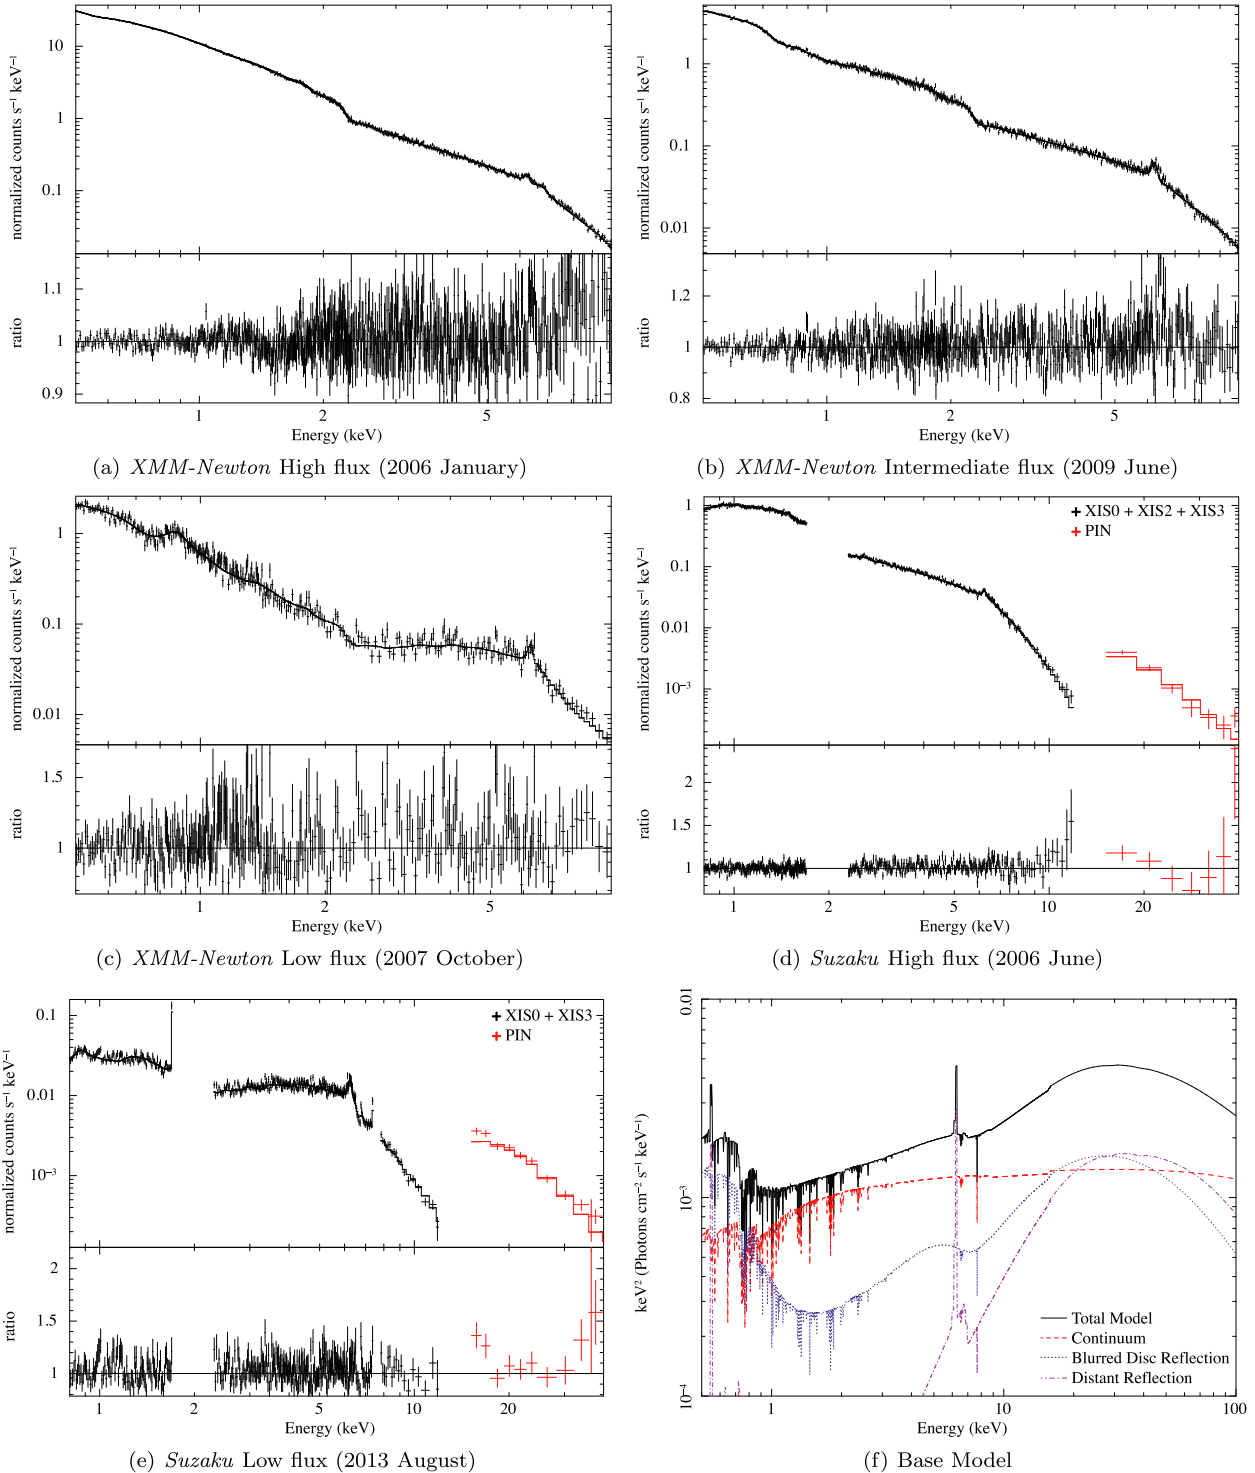 normalized counts s⁻¹ keV⁻¹
10
1
0.1
ratio
1.1
1
0.9
1 2 5
Energy (keV)
(a) XMM-Newton High flux (2006 January)
normalized counts s⁻¹ keV⁻¹
1
0.1
0.01
ratio
1.2
1
0.8
1 2 5
Energy (keV)
(b) XMM-Newton Intermediate flux (2009 June)
normalized counts s⁻¹ keV⁻¹
1
0.1
0.01
ratio
1.5
1
1 2 5
Energy (keV)
(c) XMM-Newton Low flux (2007 October)
normalized counts s⁻¹ keV⁻¹
1
0.1
0.01
10⁻³
XIS0 + XIS2 + XIS3
PIN
ratio
2
1.5
1
1 2 5 10 20
Energy (keV)
(d) Suzaku High flux (2006 June)
normalized counts s⁻¹ keV⁻¹
0.1
0.01
10⁻³
XIS0 + XIS3
PIN
ratio
2
1.5
1
1 2 5 10 20
Energy (keV)
(e) Suzaku Low flux (2013 August)
keV² (Photons cm⁻² s⁻¹ keV⁻¹)
0.01
10⁻³
10⁻⁴
Total Model
Continuum
Blurred Disc Reflection
Distant Reflection
1 10 100
Energy (keV)
(f) Base Model